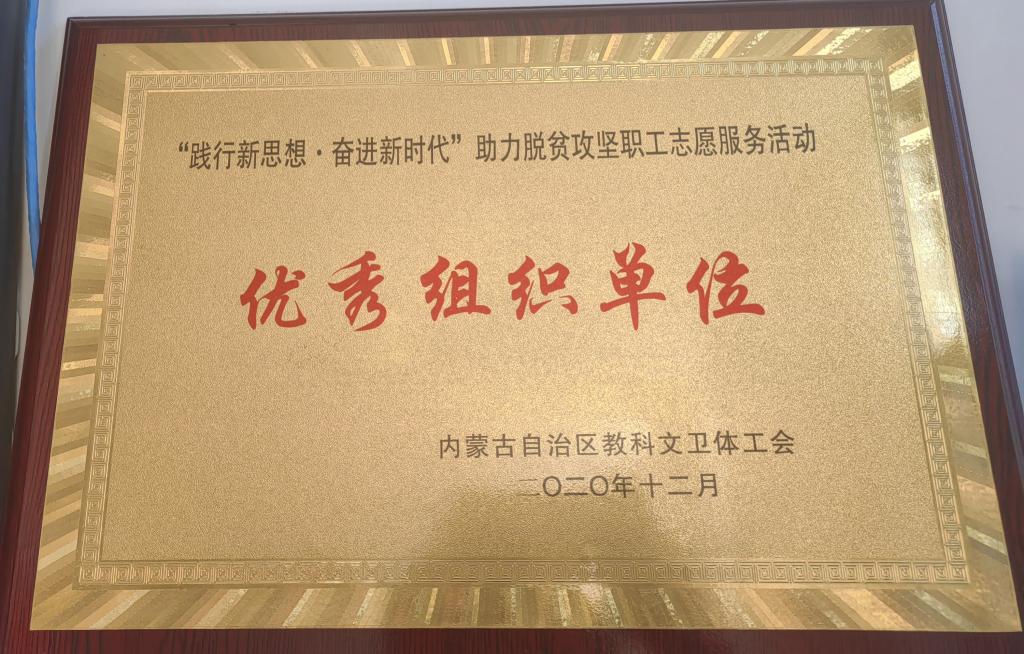 “践行新思想·奋进新时代”助力脱贫攻坚职工志愿服务活动
优秀组织单位
内蒙古自治区教科文卫体工会
二〇二〇年十二月